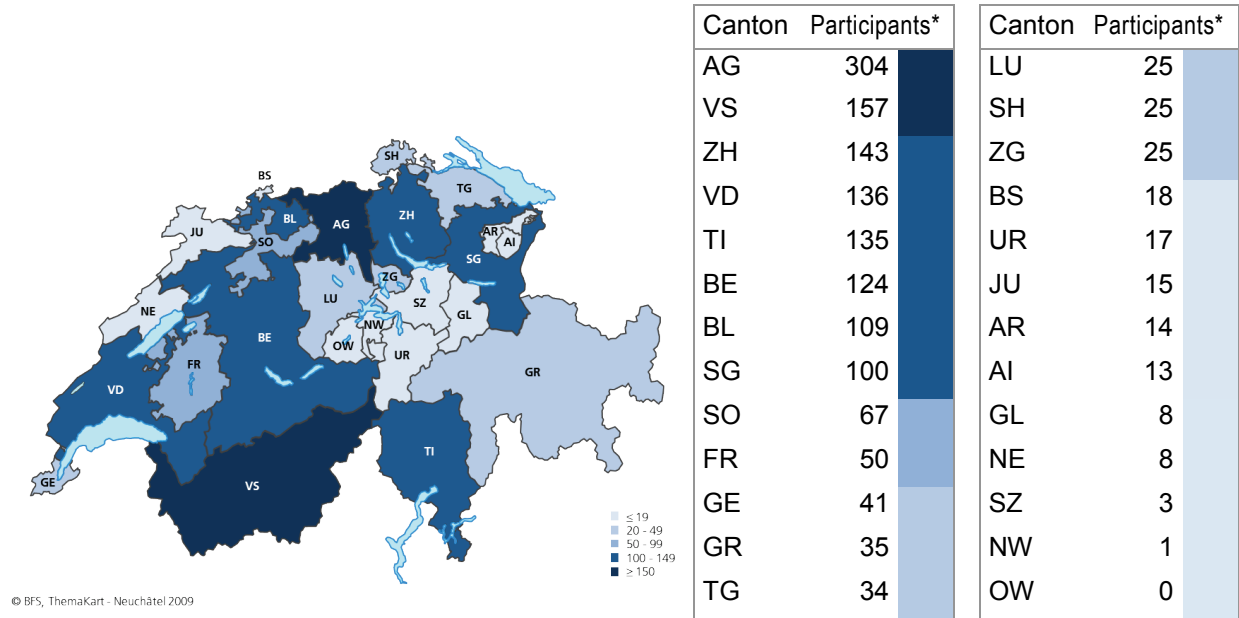 SH
BS
TG
BL
AG
ZH
JU
SO
AR
AI
SG
ZG
LU
SZ
NE
GL
NW
BE
OW
UR
FR
GR
VD
TI
GE
VS
≤ 19
20 - 49
50 - 99
100 - 149
≥ 150
© BFS, ThemaKart - Neuchâtel 2009
Canton Participants*
AG 304
VS 157
ZH 143
VD 136
TI 135
BE 124
BL 109
SG 100
SO 67
FR 50
GE 41
GR 35
TG 34
Canton Participants*
LU 25
SH 25
ZG 25
BS 18
UR 17
JU 15
AR 14
AI 13
GL 8
NE 8
SZ 3
NW 1
OW 0